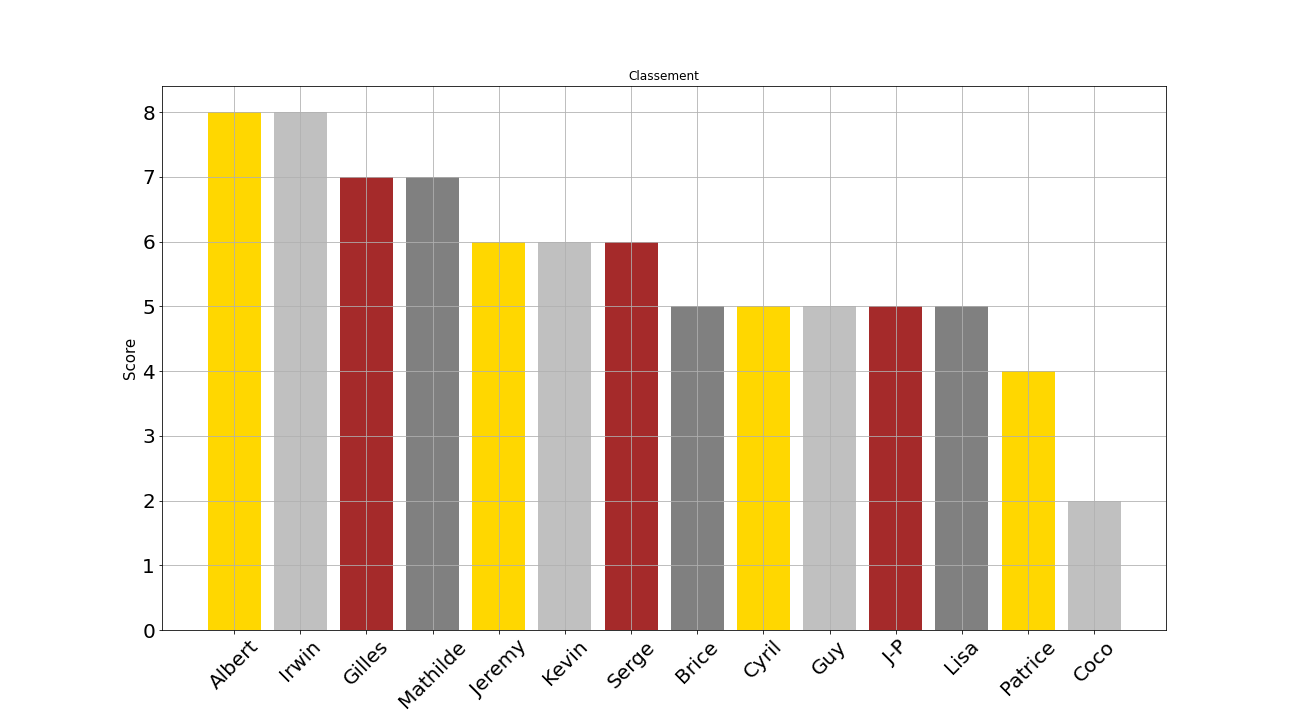 Classement
Score
8
7
6
5
4
3
2
1
0
Albert
Irwin
Gilles
Mathilde
Jeremy
Kevin
Serge
Brice
Cyril
Guy
J-P
Lisa
Patrice
Coco